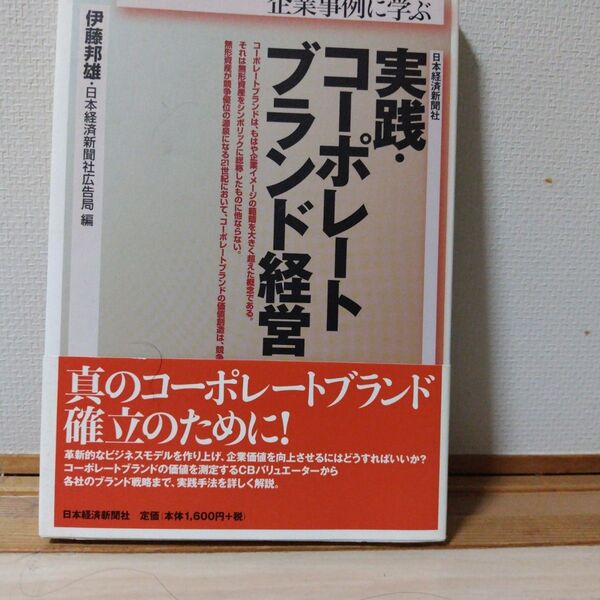 企業事例に学ぶ
日本経済新聞社
実践・
コーポレート
ブランド経営
コーポレートブランドは、もはや企業イメージの範疇を大きく超えた概念である。
それは無形資産をシンボリックに総称したものに他ならない。
無形資産が競争優位の源泉になる21世紀において、コーポレートブランドの価値創造は、競争
伊藤邦雄・日本経済新聞社広告局 編
真のコーポレートブランド
確立のために!
革新的なビジネスモデルを作り上げ、企業価値を向上させるにはどうすればいいか?
コーポレートブランドの価値を測定するCBバリュエーターから
各社のブランド戦略まで、実践手法を詳しく解説。
日本経済新聞社 定価(本体1,600円+税)